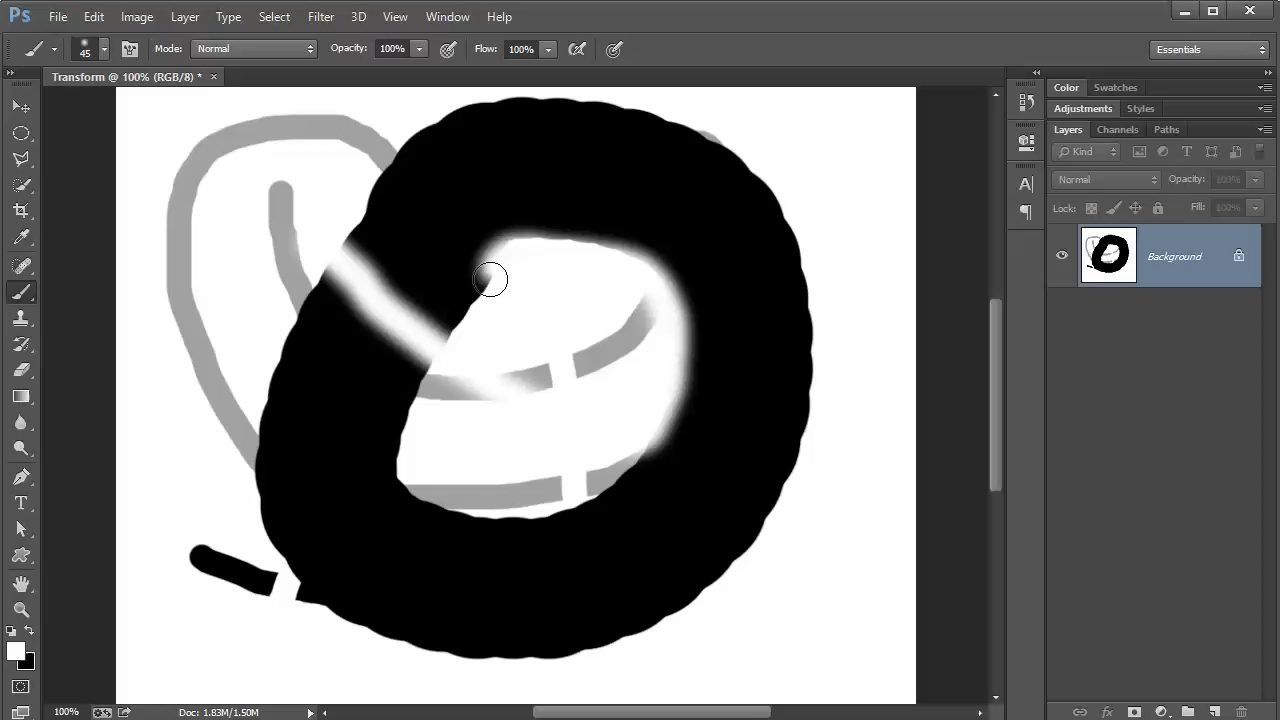 Ps File Edit Image Layer Type Select Filter 3D View Window Help
45 Mode: Normal Opacity: 100% Flow: 100% Essentials
Transform @ 100% (RGB/8) * ×
Color Swatches
Adjustments Styles
Layers Channels Paths
Kind
Normal Opacity: 100%
Lock: Fill: 100%
Background
100% Doc: 1.83M/1.50M